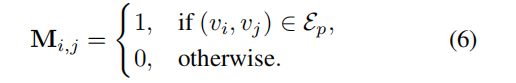 M_{i,j} = { 1, if (v_i, v_j) ∈ ℰ_p,
0, otherwise. (6)